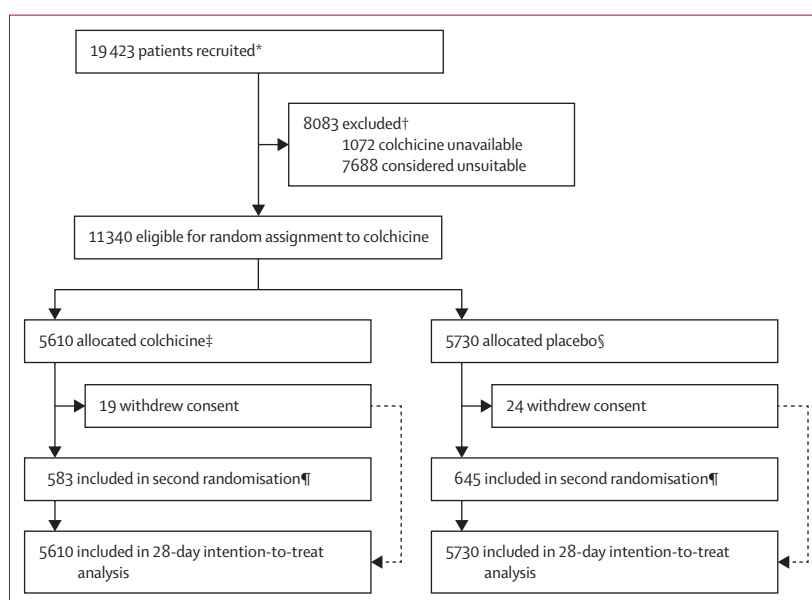 19 423 patients recruited*
8083 excluded†
1072 colchicine unavailable
7688 considered unsuitable
11 340 eligible for random assignment to colchicine
5610 allocated colchicine‡
5730 allocated placebo§
19 withdrew consent
24 withdrew consent
583 included in second randomisation¶
645 included in second randomisation¶
5610 included in 28-day intention-to-treat
analysis
5730 included in 28-day intention-to-treat
analysis